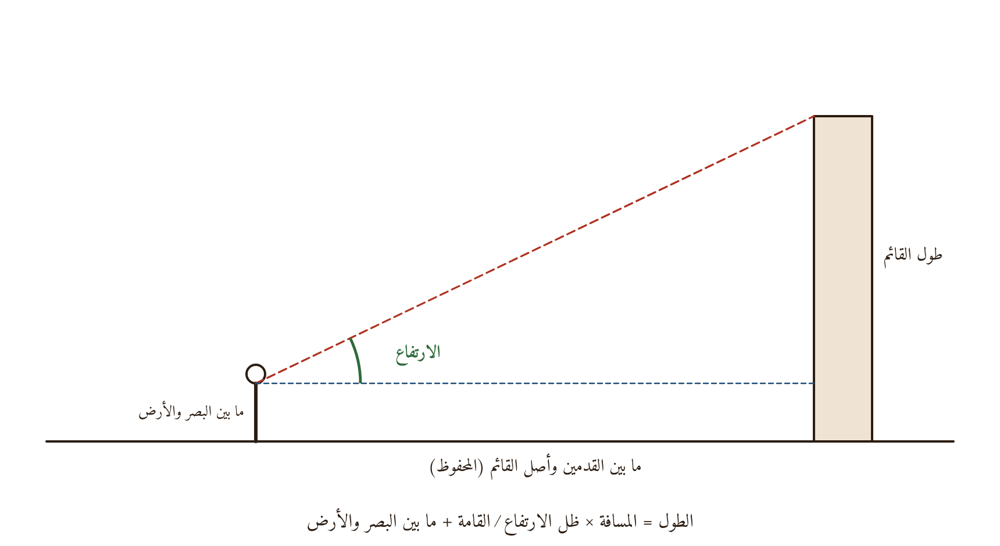 طول القائم
الارتفاع
ما بين البصر والأرض
ما بين القدمين وأصل القائم (المحفوظ)
الطول = المسافة × ظل الارتفاع / القامة + ما بين البصر والأرض